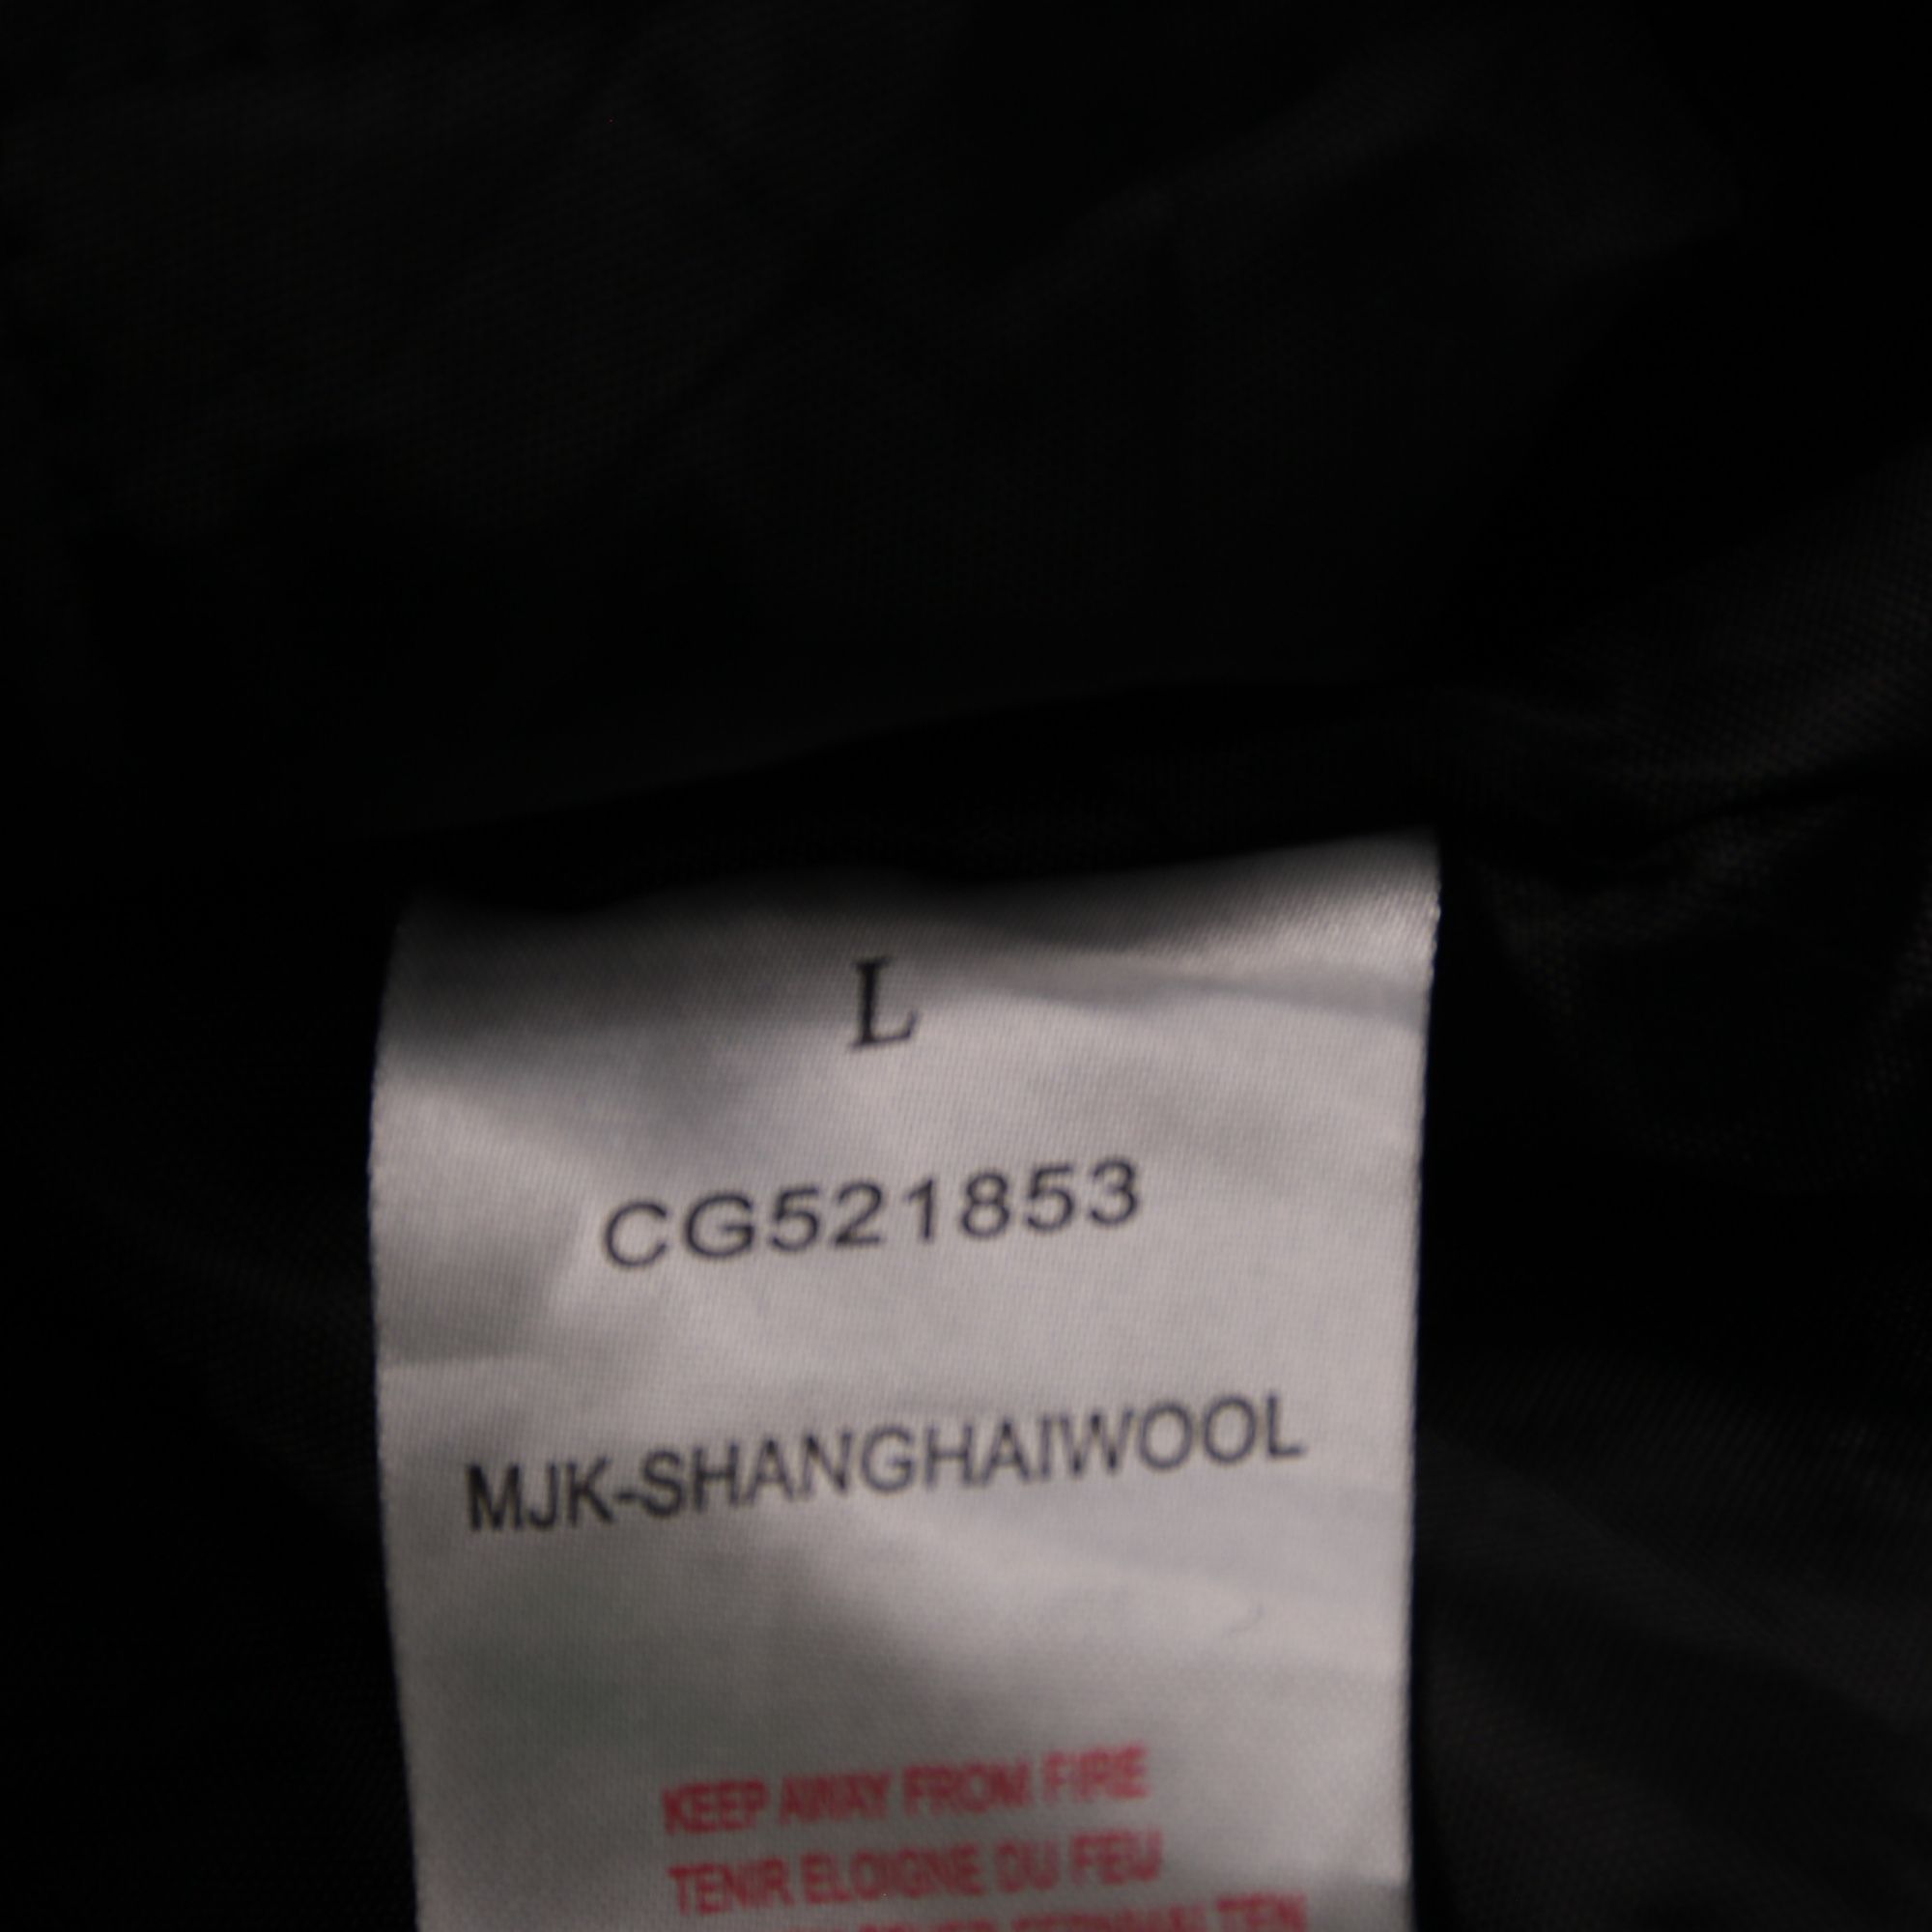 L
CG521853
MJK-SHANGHAIWOOL
KEEP AWAY FROM FIRE
TENIR ELOIGNE DU FEU